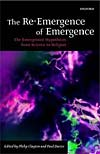 OXFORD
The Re-Emergence
of Emergence
The Emergentist Hypothesis
from Science to Religion
Edited by Philip Clayton and Paul Davies